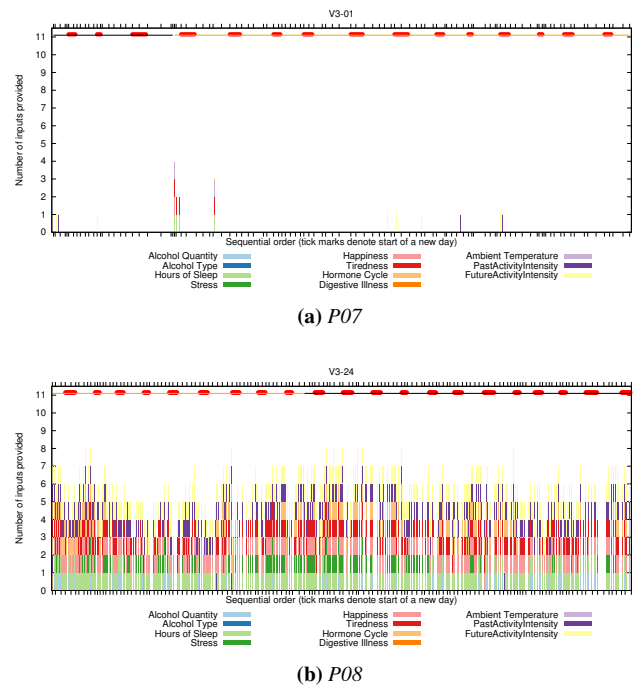 V3-01
11
10
9
8
7
6
5
4
3
2
1
0
Number of inputs provided
Sequential order (tick marks denote start of a new day)
Alcohol Quantity Happiness Ambient Temperature
Alcohol Type Tiredness PastActivityIntensity
Hours of Sleep Hormone Cycle FutureActivityIntensity
Stress Digestive Illness
(a) P07
V3-24
11
10
9
8
7
6
5
4
3
2
1
0
Number of inputs provided
Sequential order (tick marks denote start of a new day)
Alcohol Quantity Happiness Ambient Temperature
Alcohol Type Tiredness PastActivityIntensity
Hours of Sleep Hormone Cycle FutureActivityIntensity
Stress Digestive Illness
(b) P08